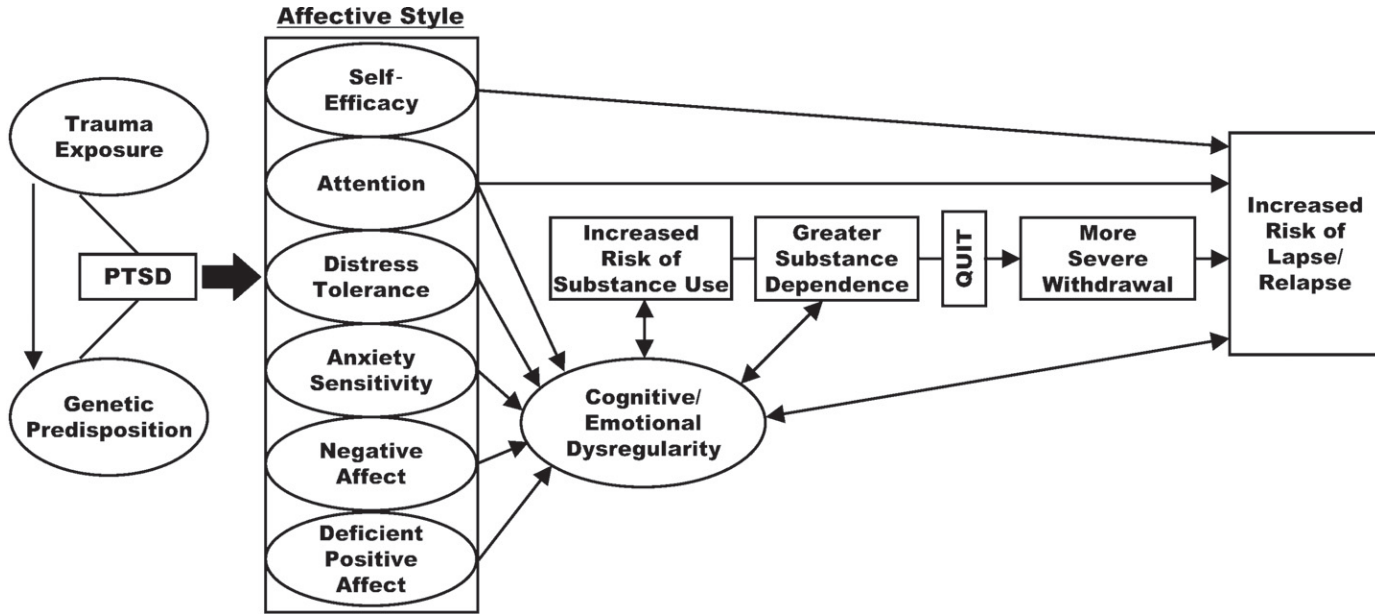 Affective Style
Trauma
Exposure
PTSD
Genetic
Predisposition
Self-
Efficacy
Attention
Distress
Tolerance
Anxiety
Sensitivity
Negative
Affect
Deficient
Positive
Affect
Increased
Risk of
Substance Use
Greater
Substance
Dependence
QUIT
More
Severe
Withdrawal
Cognitive/
Emotional
Dysregularity
Increased
Risk of
Lapse/
Relapse